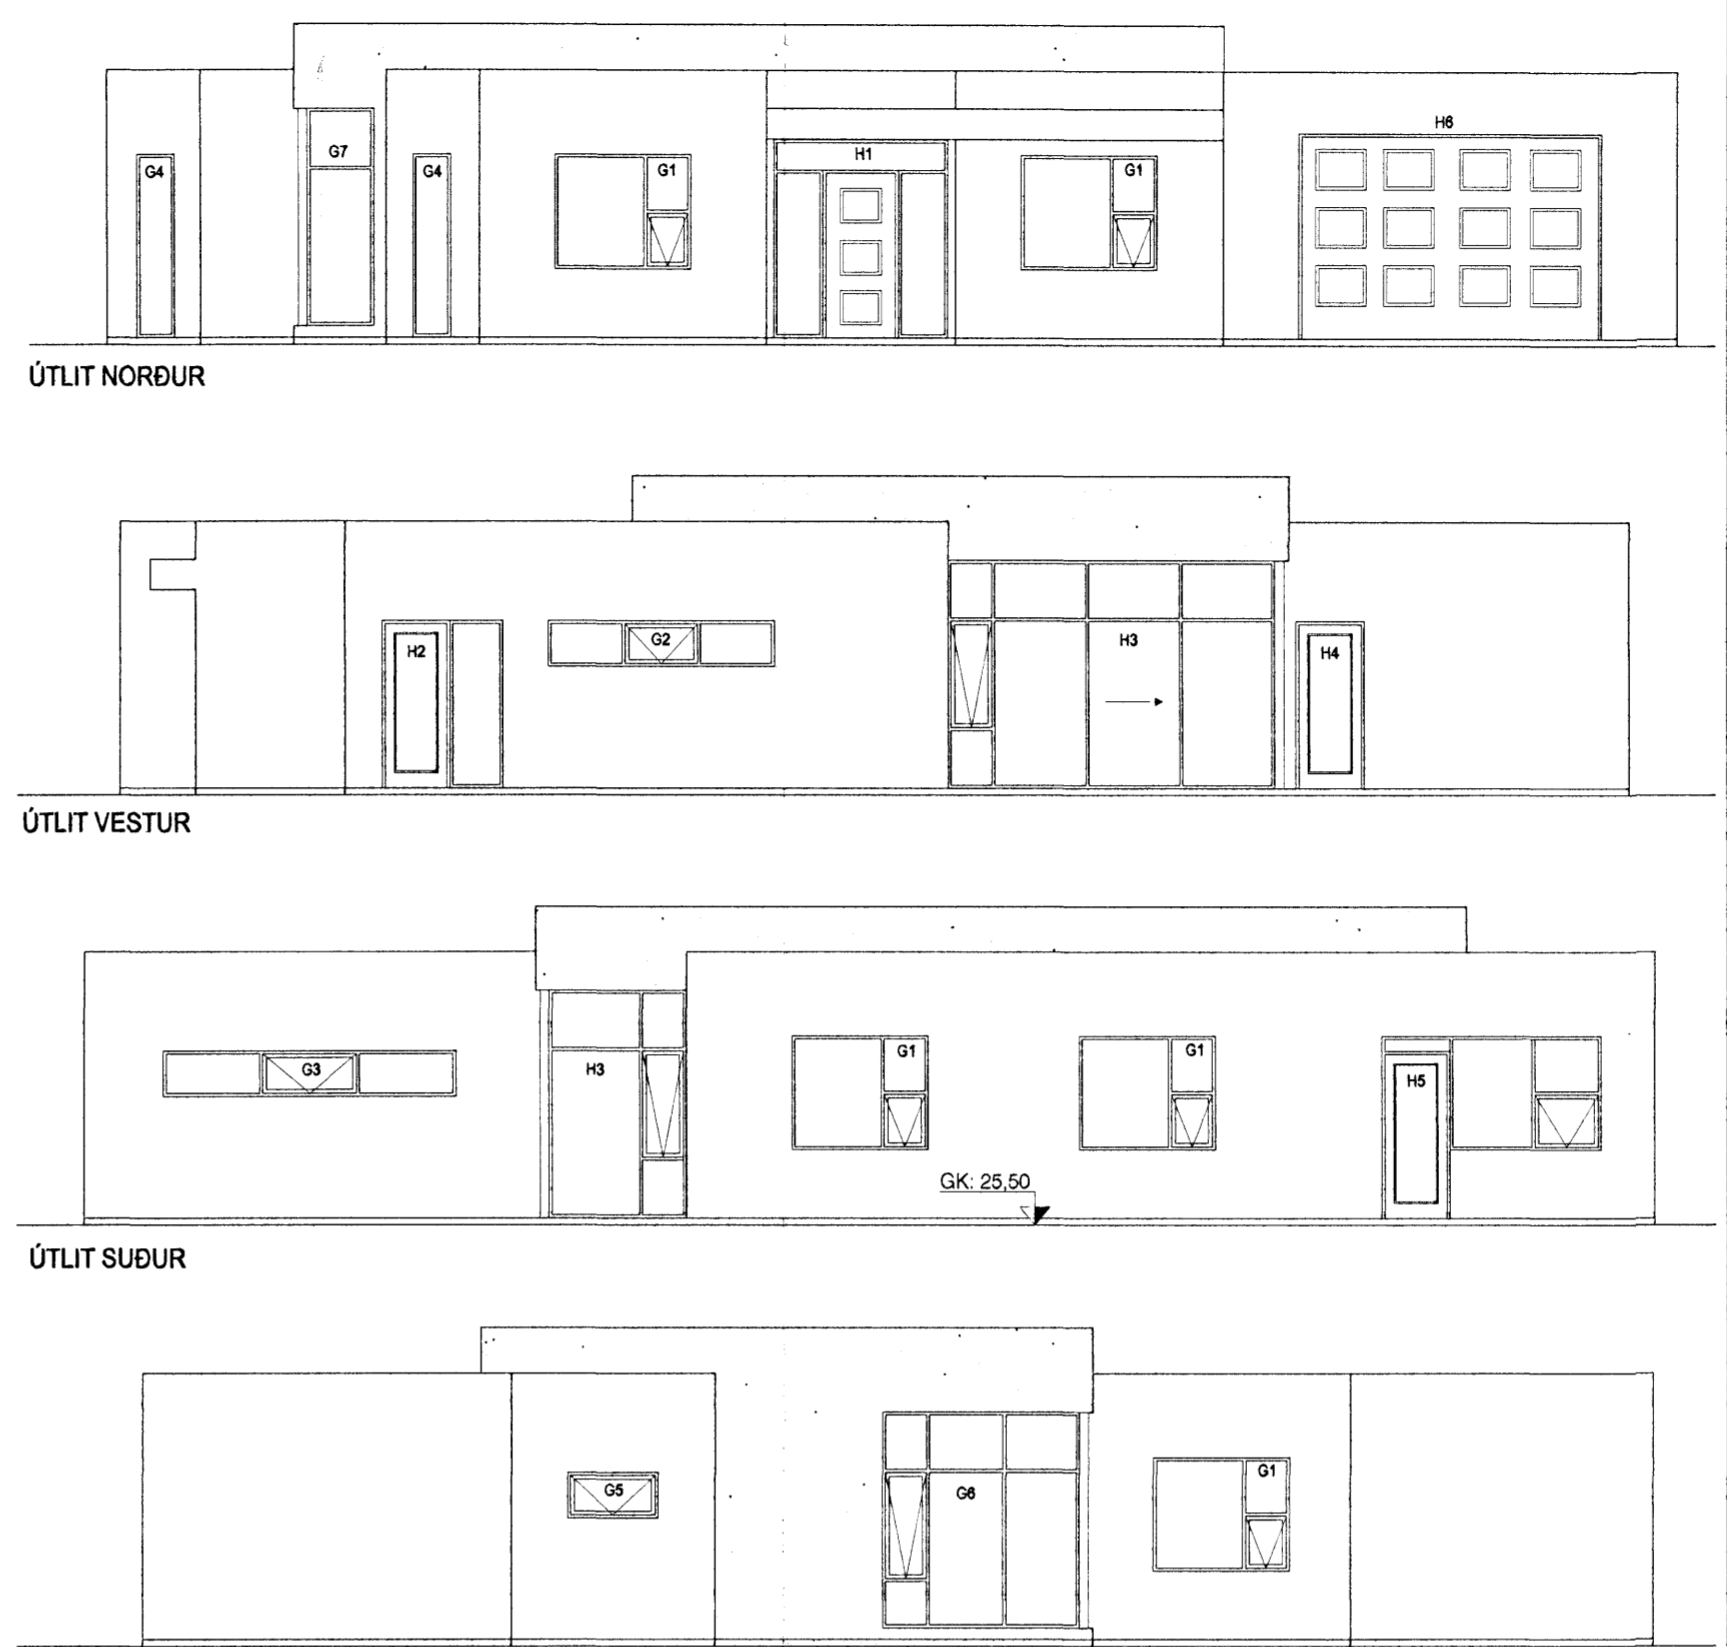 H6
G7
H1
G4
G4
G1
G1
ÚTLIT NORÐUR
G2
H3
H2
H4
ÚTLIT VESTUR
G1
G1
G3
H3
H5
GK: 25,50
ÚTLIT SUÐUR
G1
G5
G6